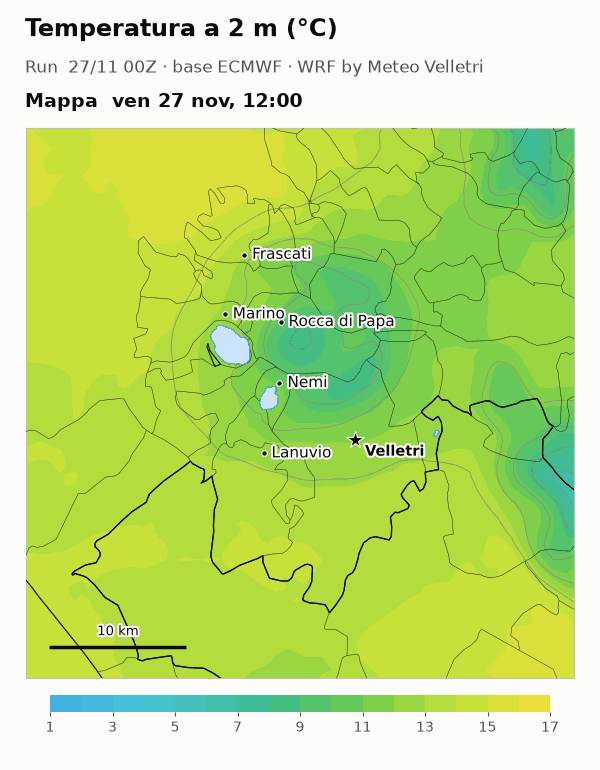 Temperatura a 2 m (°C)
Run  27/11 00Z · base ECMWF · WRF by Meteo Velletri
Mappa  ven 27 nov, 12:00
Frascati
Marino
Rocca di Papa
Nemi
Velletri
Lanuvio
10 km
1 3 5 7 9 11 13 15 17